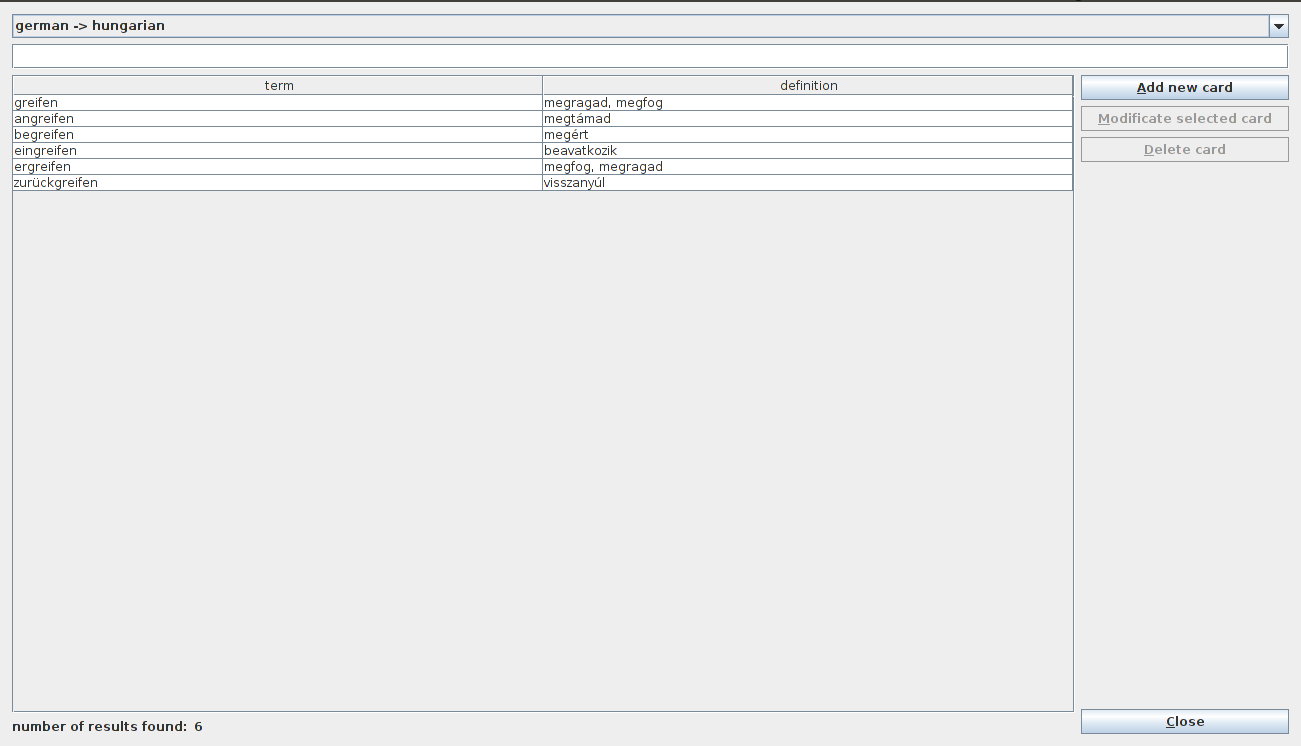 german -> hungarian
term definition
greifen megragad, megfog
angreifen megtámad
begreifen megért
eingreifen beavatkozik
ergreifen megfog, megragad
zurückgreifen visszanyúl
Add new card
Modificate selected card
Delete card
number of results found: 6
Close